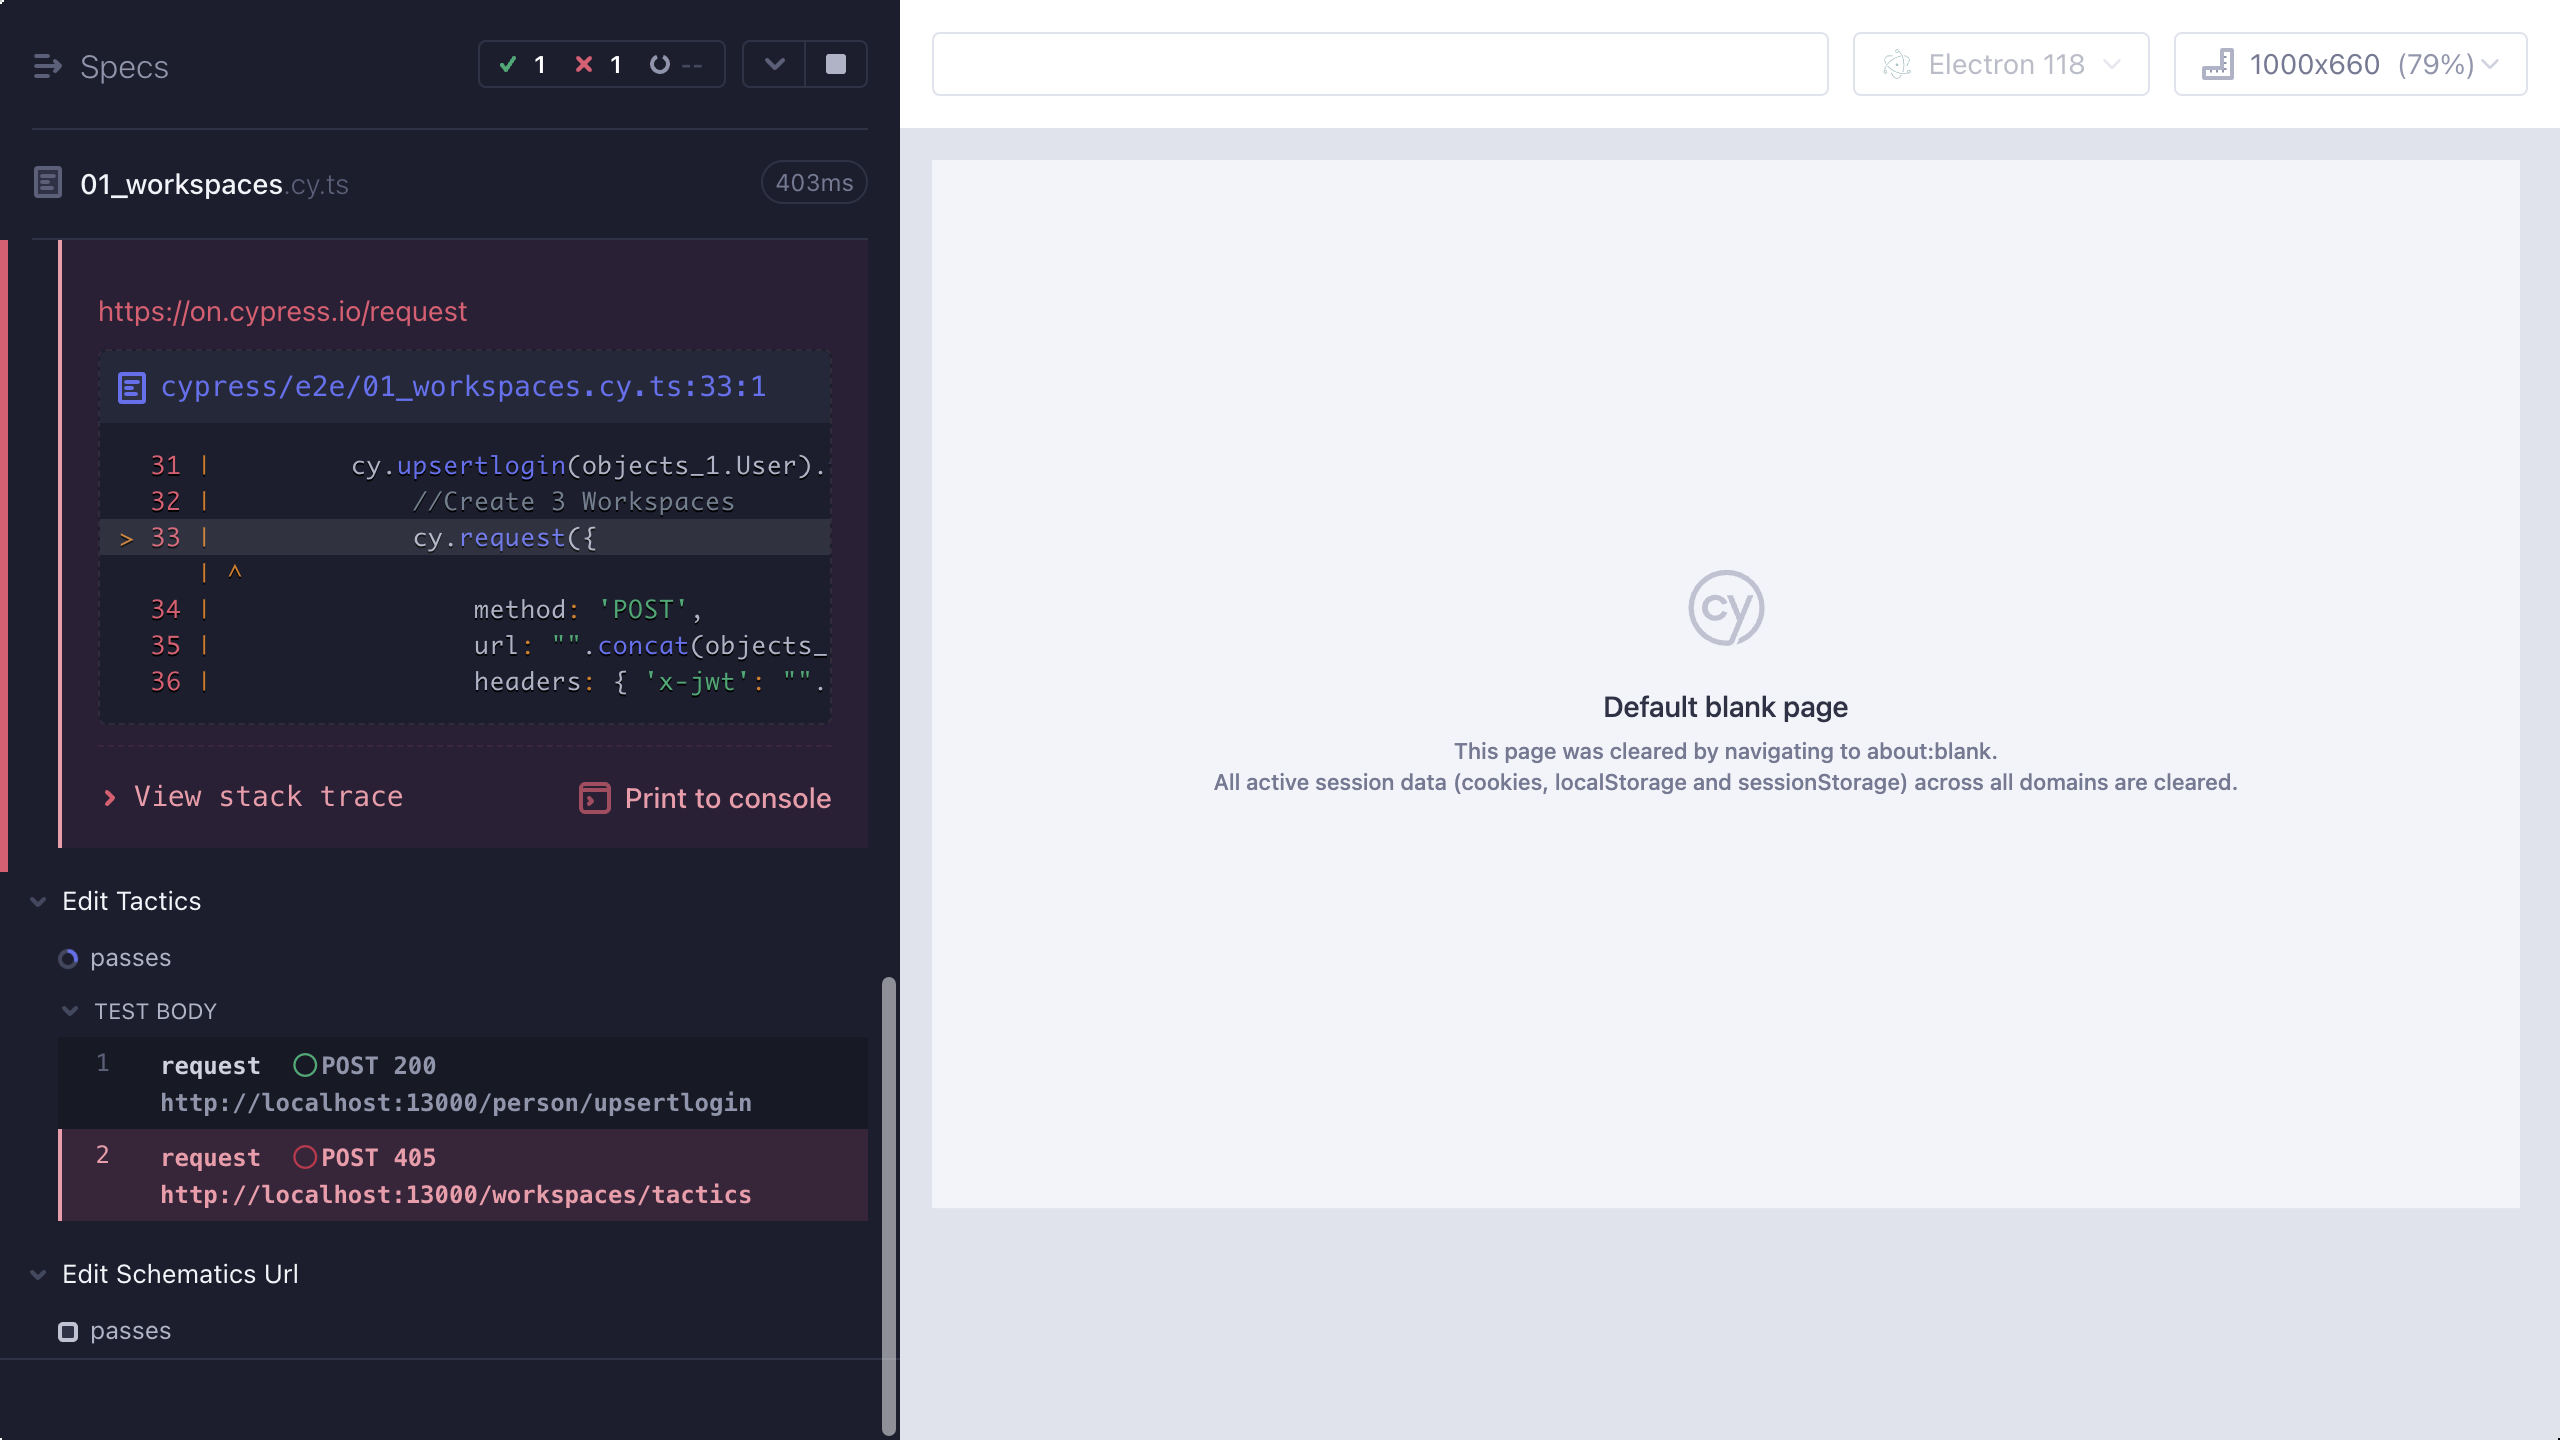 Specs
1 1 --
01_workspaces.cy.ts
403ms
https://on.cypress.io/request
cypress/e2e/01_workspaces.cy.ts:33:1
31 | cy.upsertlogin(objects_1.User).
32 | //Create 3 Workspaces
> 33 | cy.request({
| ^
34 | method: 'POST',
35 | url: "".concat(objects_
36 | headers: { 'x-jwt': "".
View stack trace
Print to console
Edit Tactics
passes
TEST BODY
1 request POST 200
http://localhost:13000/person/upsertlogin
2 request POST 405
http://localhost:13000/workspaces/tactics
Edit Schematics Url
passes
Electron 118
1000x660 (79%)
cy
Default blank page
This page was cleared by navigating to about:blank.
All active session data (cookies, localStorage and sessionStorage) across all domains are cleared.